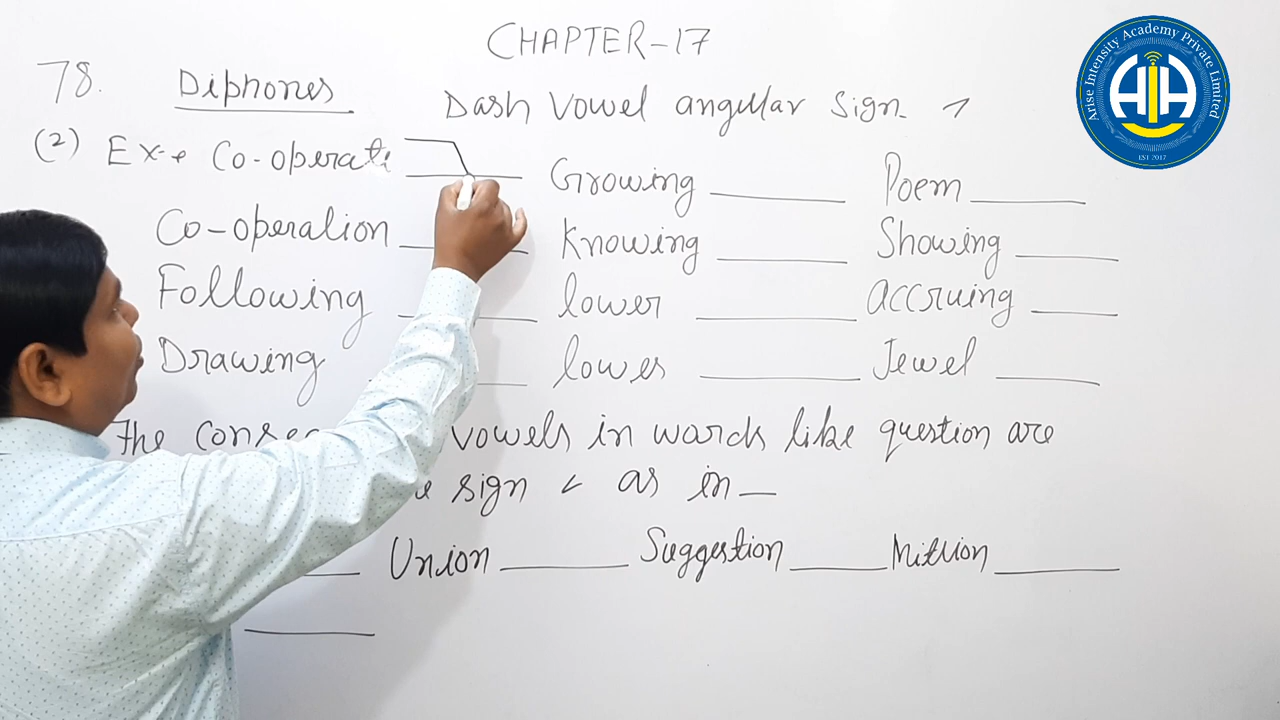 CHAPTER-17
78. Diphones Dash Vowel angular Sign.
(2) Ex-: Co-operate Growing Poem
Co-operation Knowing Showing
Following lower accruing
Drawing lowes Jewel
The vowels in words like question are
sign < as in
Union Suggestion Million
Arise Intensity Academy Private Limited
AIA
EST 2017